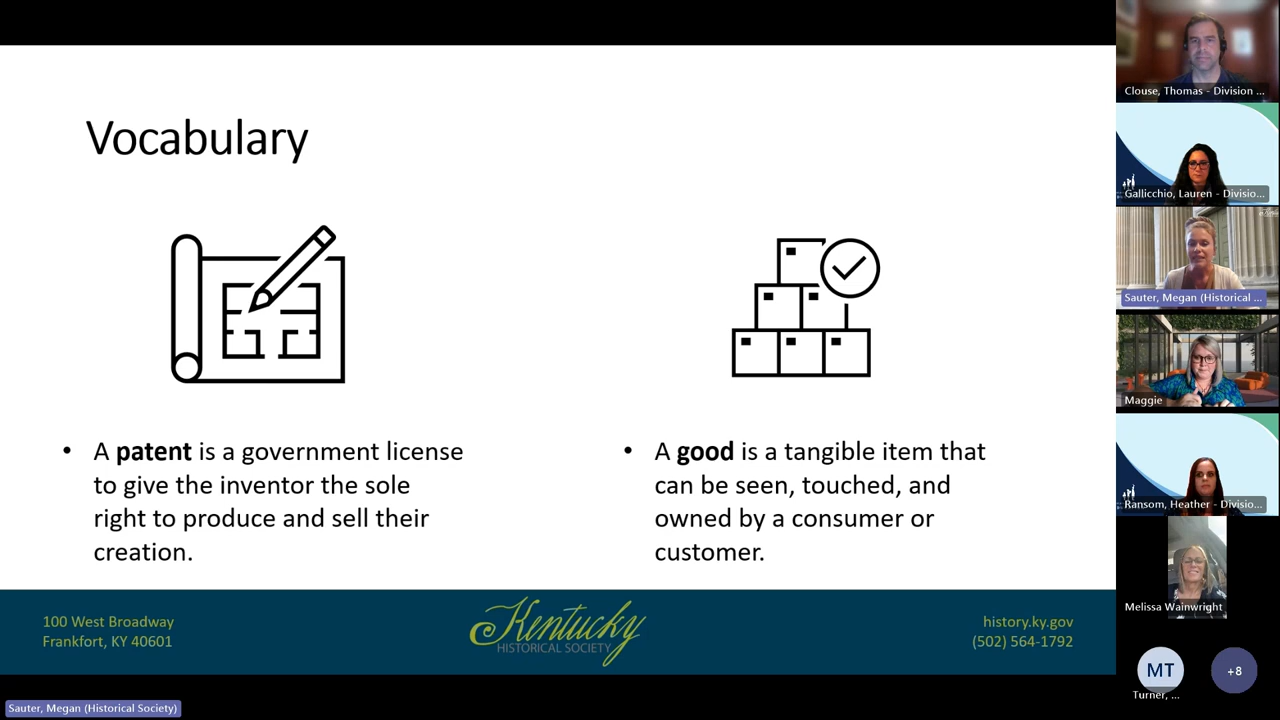 Vocabulary
• A patent is a government license
to give the inventor the sole
right to produce and sell their
creation.
• A good is a tangible item that
can be seen, touched, and
owned by a consumer or
customer.
100 West Broadway
Frankfort, KY 40601
Kentucky
HISTORICAL SOCIETY
history.ky.gov
(502) 564-1792
Sauter, Megan (Historical Society)
Clouse, Thomas - Division ...
Gallicchio, Lauren - Divisio...
Sauter, Megan (Historical ...
Maggie
Ransom, Heather - Divisio...
Melissa Wainwright
MT
Turner, ...
+8